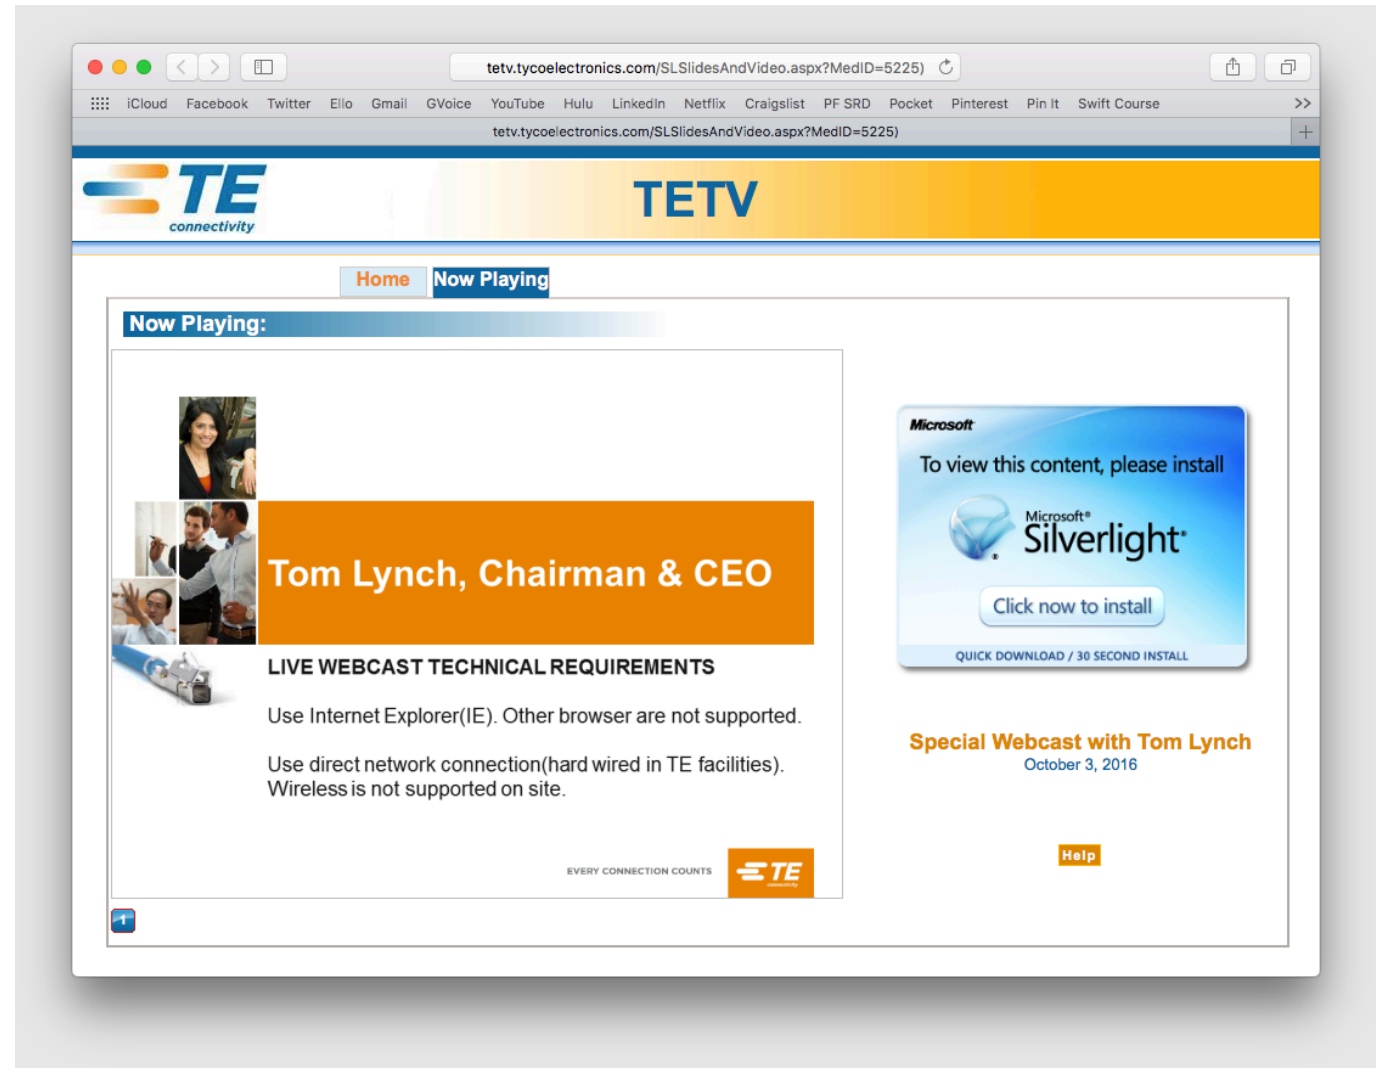 tetv.tycoelectronics.com/SLSlidesAndVideo.aspx?MedID=5225)
iCloud Facebook Twitter Ello Gmail GVoice YouTube Hulu LinkedIn Netflix Craigslist PF SRD Pocket Pinterest Pin It Swift Course >>
tetv.tycoelectronics.com/SLSlidesAndVideo.aspx?MedID=5225) +
TE
connectivity
TETV
Home Now Playing
Now Playing:
Tom Lynch, Chairman & CEO
LIVE WEBCAST TECHNICAL REQUIREMENTS
Use Internet Explorer(IE). Other browser are not supported.
Use direct network connection(hard wired in TE facilities).
Wireless is not supported on site.
EVERY CONNECTION COUNTS
TE
connectivity
1
Microsoft
To view this content, please install
Microsoft®
Silverlight®
Click now to install
QUICK DOWNLOAD / 30 SECOND INSTALL
Special Webcast with Tom Lynch
October 3, 2016
Help